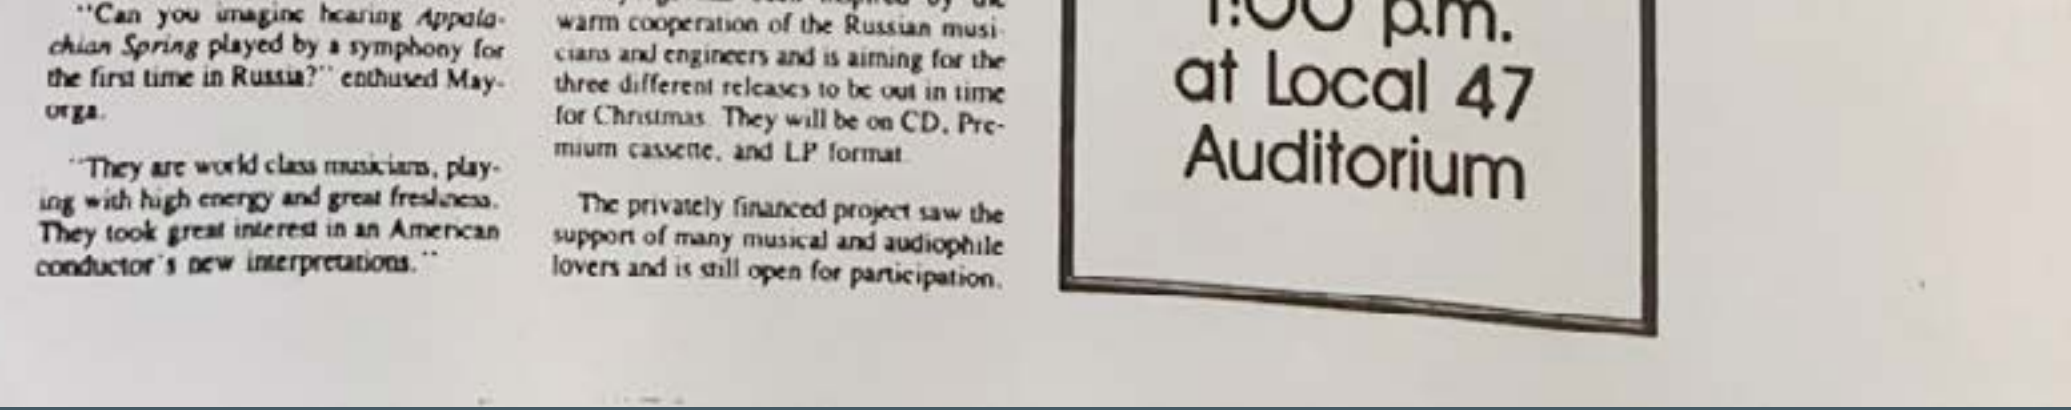 "Can you imagine hearing Appala-
chian Spring played by a symphony for
the first time in Russia?" enthused May-
orga.
"They are world class musicians, play-
ing with high energy and great freshness.
They took great interest in an American
conductor's new interpretations."
by the
warm cooperation of the Russian musi-
cians and engineers and is aiming for the
three different releases to be out in time
for Christmas. They will be on CD, Pre-
mium cassette, and LP format.
The privately financed project saw the
support of many musical and audiophile
lovers and is still open for participation.
1:00 p.m.
at Local 47
Auditorium